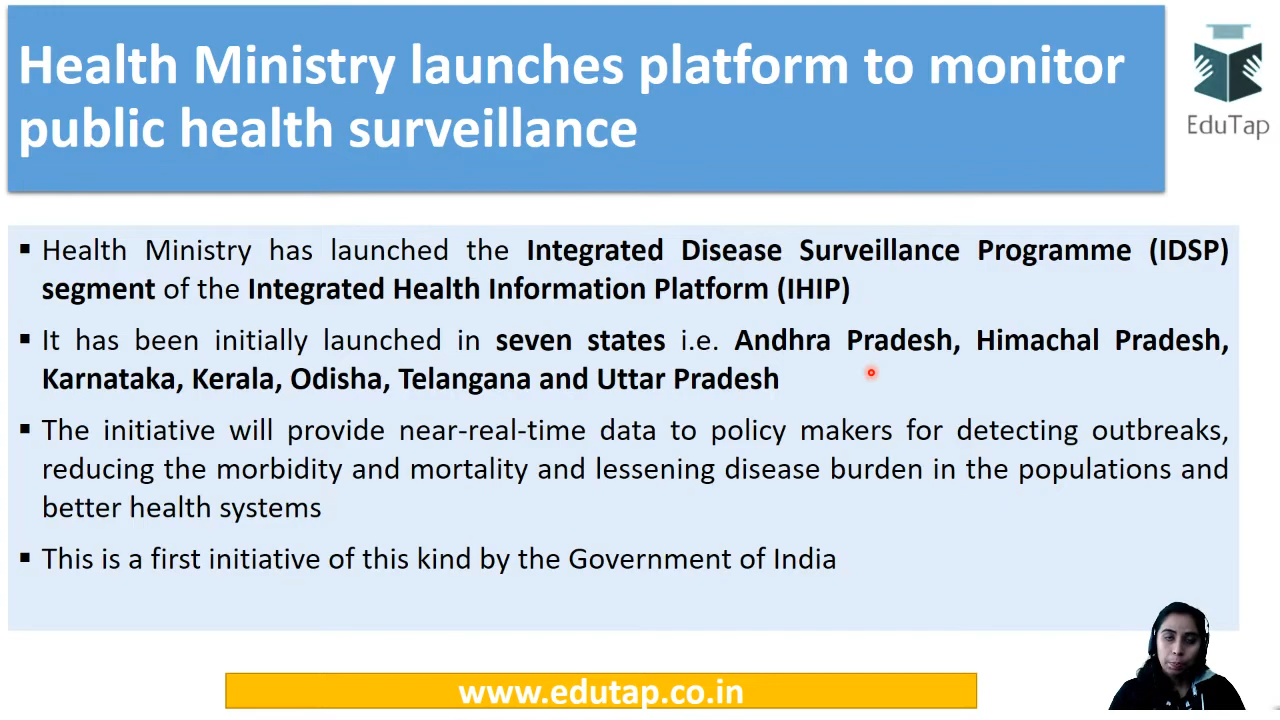 Health Ministry launches platform to monitor
public health surveillance
EduTap
▪ Health Ministry has launched the Integrated Disease Surveillance Programme (IDSP)
segment of the Integrated Health Information Platform (IHIP)
▪ It has been initially launched in seven states i.e. Andhra Pradesh, Himachal Pradesh,
Karnataka, Kerala, Odisha, Telangana and Uttar Pradesh
▪ The initiative will provide near-real-time data to policy makers for detecting outbreaks,
reducing the morbidity and mortality and lessening disease burden in the populations and
better health systems
▪ This is a first initiative of this kind by the Government of India
www.edutap.co.in